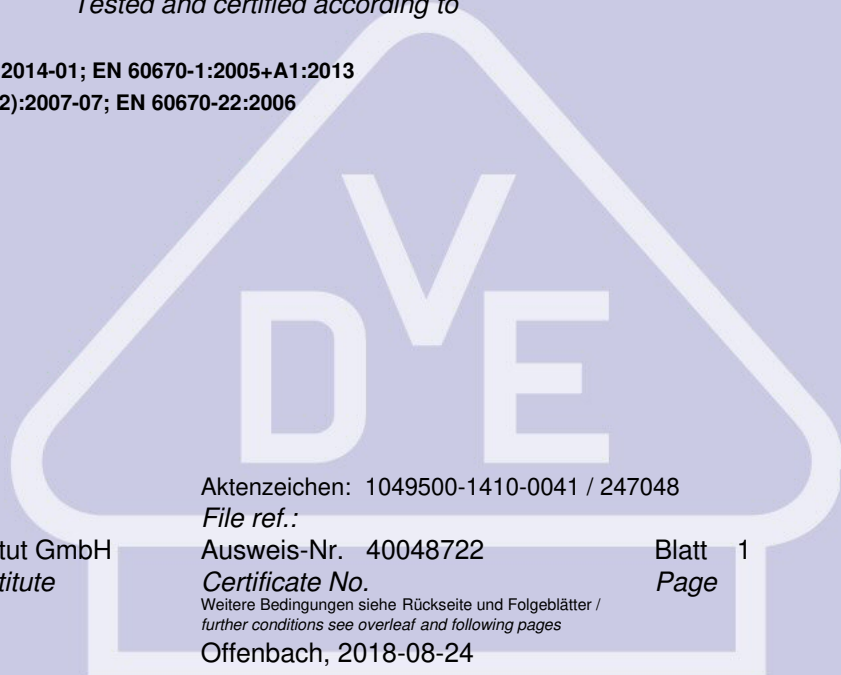 Tested and certified according to
2014-01; EN 60670-1:2005+A1:2013
2):2007-07; EN 60670-22:2006
VDE
Aktenzeichen: 1049500-1410-0041 / 247048
File ref.:
tut GmbH Ausweis-Nr. 40048722 Blatt 1
titute Certificate No. Page
Weitere Bedingungen siehe Rückseite und Folgeblätter /
further conditions see overleaf and following pages
Offenbach, 2018-08-24